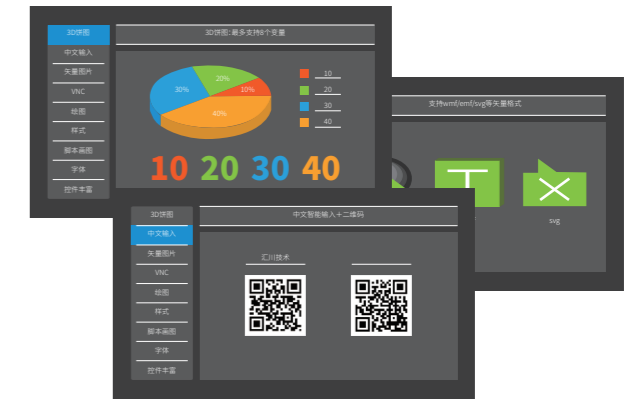 3D饼图
中文输入
矢量图片
VNC
绘图
样式
脚本画图
字体
控件丰富
3D饼图:最多支持8个变量
20%
30%
10%
40%
10
20
30
40
10 20 30 40
支持wmf/emf/svg等矢量格式
svg
3D饼图
中文输入
矢量图片
VNC
绘图
样式
脚本画图
字体
控件丰富
中文智能输入+二维码
汇川技术